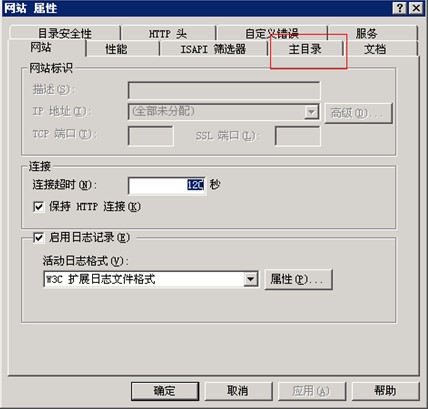 网站 属性
目录安全性 HTTP 头 自定义错误 服务
网站 性能 ISAPI 筛选器 主目录 文档
网站标识
描述(S):
IP 地址(I): (全部未分配) 高级(D)...
TCP 端口(T): SSL 端口(L):
连接
连接超时(N): 120 秒
保持 HTTP 连接(K)
启用日志记录(E)
活动日志格式(V):
W3C 扩展日志文件格式 属性(P)...
确定 取消 应用(A) 帮助